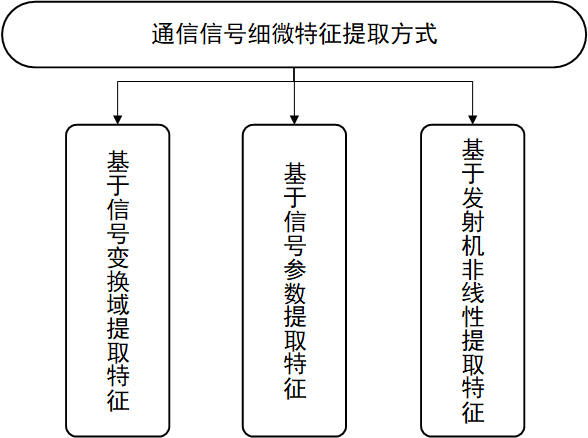 通信信号细微特征提取方式
基于信号变换域提取特征
基于信号参数提取特征
基于发射机非线性提取特征